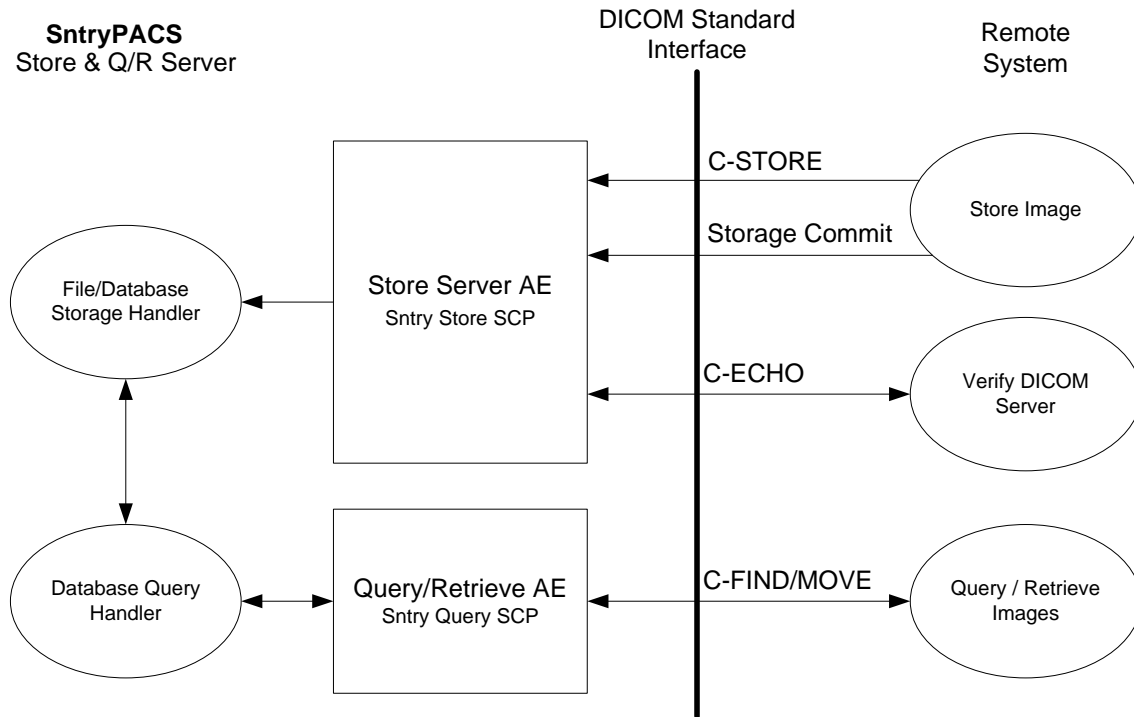 SntryPACS
Store & Q/R Server
DICOM Standard
Interface
Remote
System
C-STORE
Store Image
Storage Commit
File/Database
Storage Handler
Store Server AE
Sntry Store SCP
C-ECHO
Verify DICOM
Server
Database Query
Handler
Query/Retrieve AE
Sntry Query SCP
C-FIND/MOVE
Query / Retrieve
Images